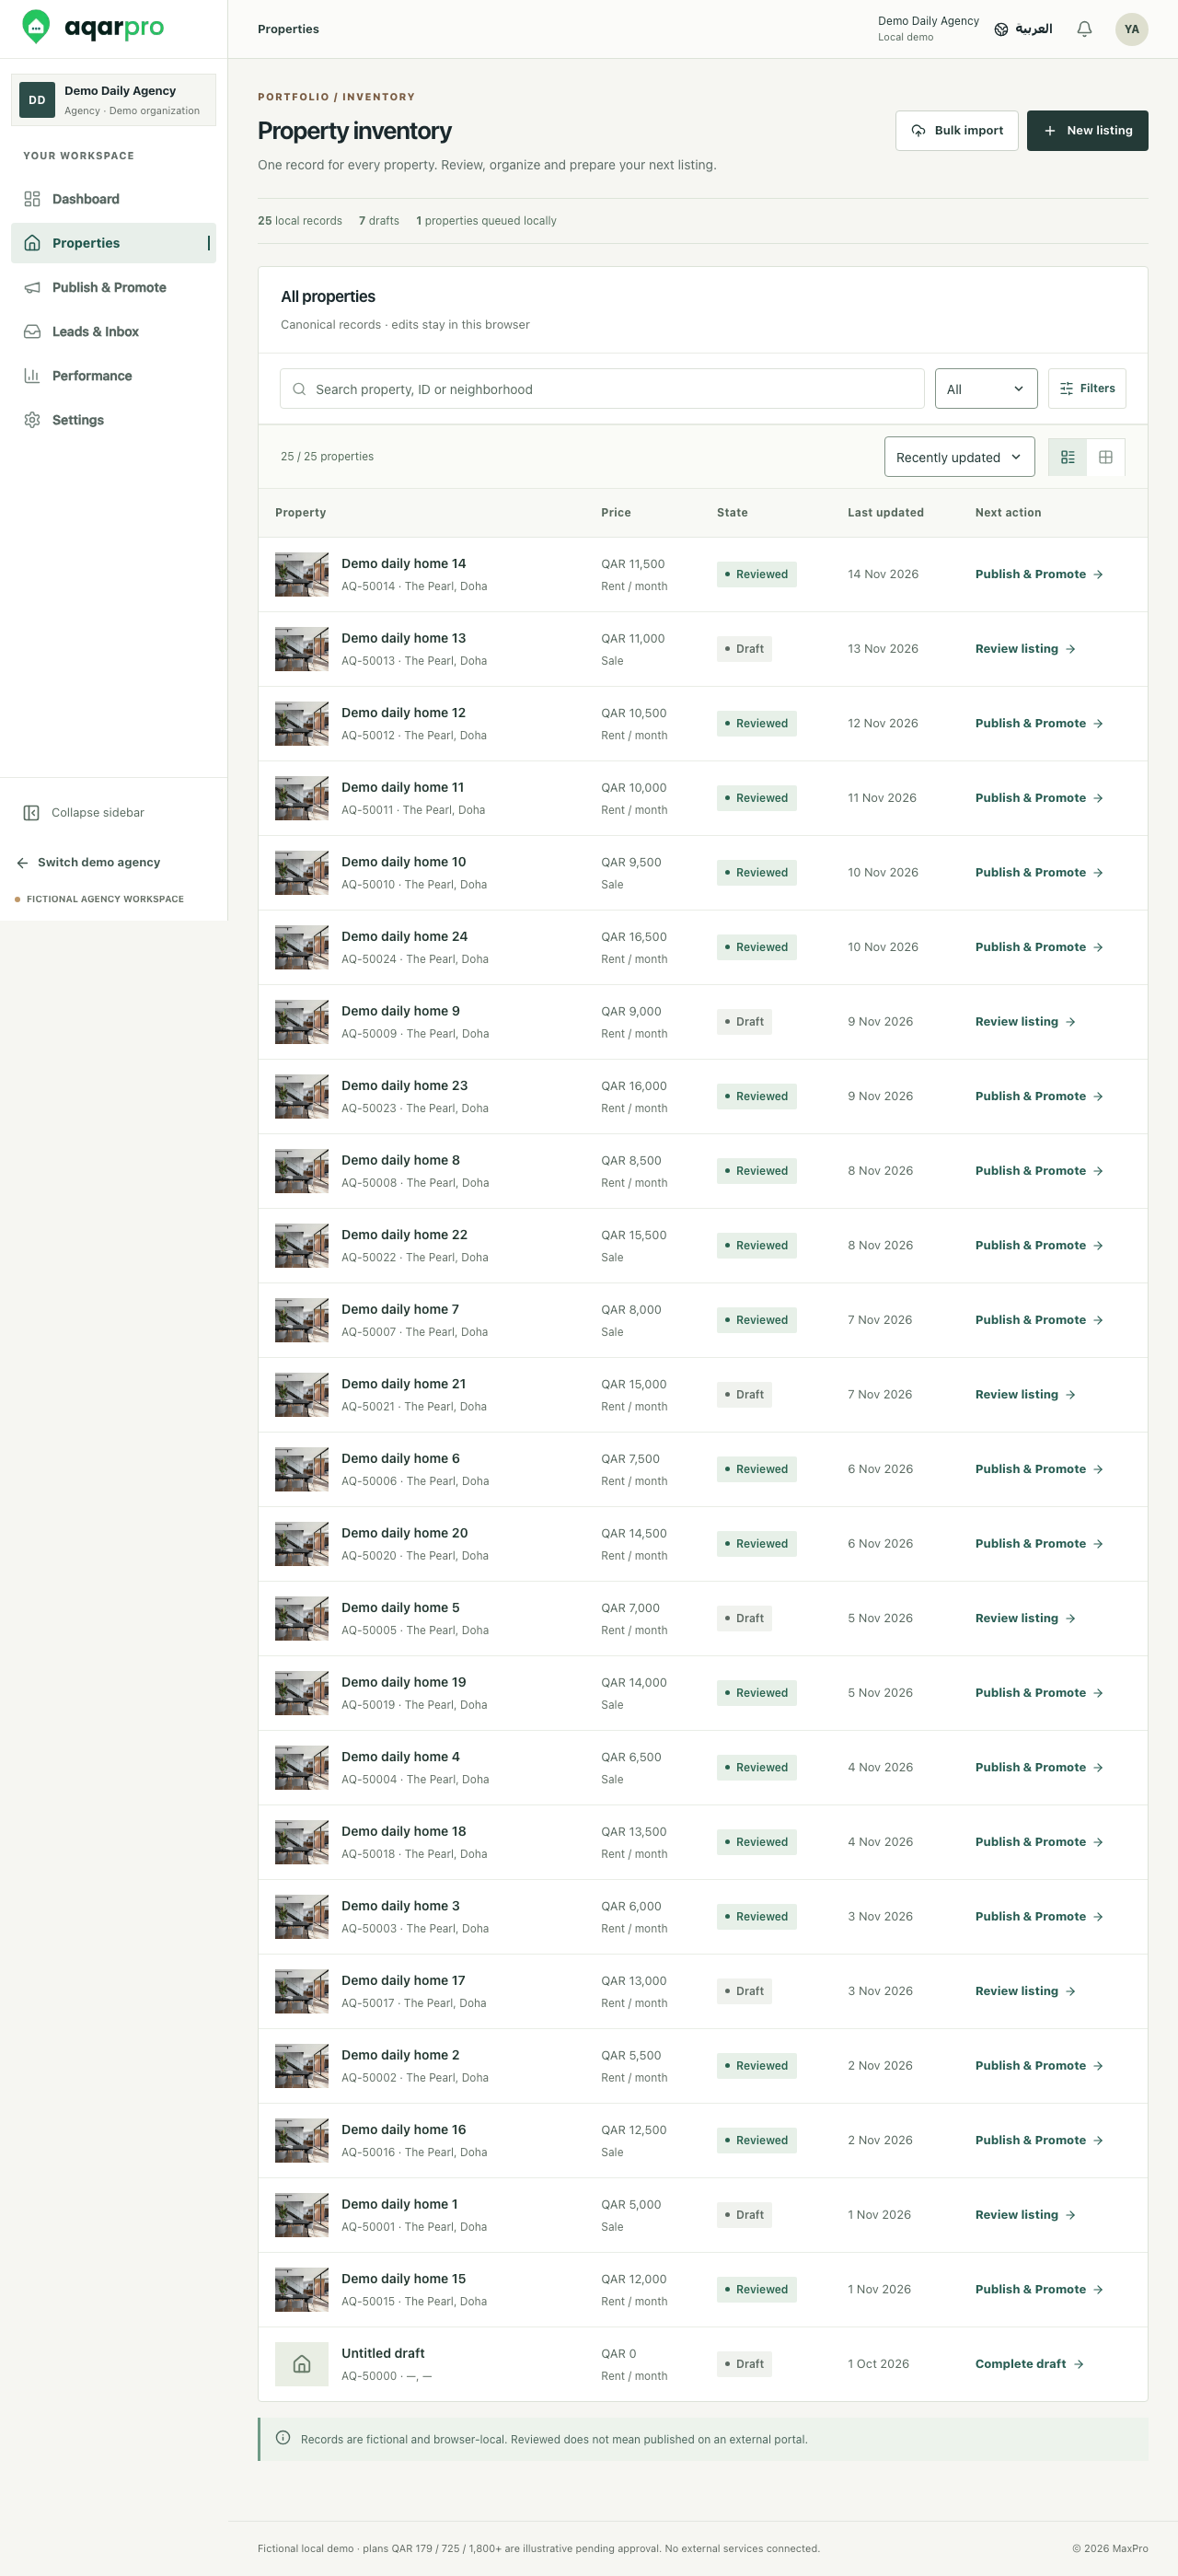 aqarpro
Properties
Demo Daily Agency
Local demo
العربية
YA
DD
Demo Daily Agency
Agency · Demo organization
YOUR WORKSPACE
Dashboard
Properties
Publish & Promote
Leads & Inbox
Performance
Settings
Collapse sidebar
Switch demo agency
FICTIONAL AGENCY WORKSPACE
PORTFOLIO / INVENTORY
Property inventory
One record for every property. Review, organize and prepare your next listing.
Bulk import
New listing
25 local records 7 drafts 1 properties queued locally
All properties
Canonical records · edits stay in this browser
Search property, ID or neighborhood
All
Filters
25 / 25 properties
Recently updated
Property Price State Last updated Next action
Demo daily home 14 QAR 11,500 Reviewed 14 Nov 2026 Publish & Promote
AQ-50014 · The Pearl, Doha Rent / month
Demo daily home 13 QAR 11,000 Draft 13 Nov 2026 Review listing
AQ-50013 · The Pearl, Doha Sale
Demo daily home 12 QAR 10,500 Reviewed 12 Nov 2026 Publish & Promote
AQ-50012 · The Pearl, Doha Rent / month
Demo daily home 11 QAR 10,000 Reviewed 11 Nov 2026 Publish & Promote
AQ-50011 · The Pearl, Doha Rent / month
Demo daily home 10 QAR 9,500 Reviewed 10 Nov 2026 Publish & Promote
AQ-50010 · The Pearl, Doha Sale
Demo daily home 24 QAR 16,500 Reviewed 10 Nov 2026 Publish & Promote
AQ-50024 · The Pearl, Doha Rent / month
Demo daily home 9 QAR 9,000 Draft 9 Nov 2026 Review listing
AQ-50009 · The Pearl, Doha Rent / month
Demo daily home 23 QAR 16,000 Reviewed 9 Nov 2026 Publish & Promote
AQ-50023 · The Pearl, Doha Rent / month
Demo daily home 8 QAR 8,500 Reviewed 8 Nov 2026 Publish & Promote
AQ-50008 · The Pearl, Doha Rent / month
Demo daily home 22 QAR 15,500 Reviewed 8 Nov 2026 Publish & Promote
AQ-50022 · The Pearl, Doha Sale
Demo daily home 7 QAR 8,000 Reviewed 7 Nov 2026 Publish & Promote
AQ-50007 · The Pearl, Doha Sale
Demo daily home 21 QAR 15,000 Draft 7 Nov 2026 Review listing
AQ-50021 · The Pearl, Doha Rent / month
Demo daily home 6 QAR 7,500 Reviewed 6 Nov 2026 Publish & Promote
AQ-50006 · The Pearl, Doha Rent / month
Demo daily home 20 QAR 14,500 Reviewed 6 Nov 2026 Publish & Promote
AQ-50020 · The Pearl, Doha Rent / month
Demo daily home 5 QAR 7,000 Draft 5 Nov 2026 Review listing
AQ-50005 · The Pearl, Doha Rent / month
Demo daily home 19 QAR 14,000 Reviewed 5 Nov 2026 Publish & Promote
AQ-50019 · The Pearl, Doha Sale
Demo daily home 4 QAR 6,500 Reviewed 4 Nov 2026 Publish & Promote
AQ-50004 · The Pearl, Doha Sale
Demo daily home 18 QAR 13,500 Reviewed 4 Nov 2026 Publish & Promote
AQ-50018 · The Pearl, Doha Rent / month
Demo daily home 3 QAR 6,000 Reviewed 3 Nov 2026 Publish & Promote
AQ-50003 · The Pearl, Doha Rent / month
Demo daily home 17 QAR 13,000 Draft 3 Nov 2026 Review listing
AQ-50017 · The Pearl, Doha Rent / month
Demo daily home 2 QAR 5,500 Reviewed 2 Nov 2026 Publish & Promote
AQ-50002 · The Pearl, Doha Rent / month
Demo daily home 16 QAR 12,500 Reviewed 2 Nov 2026 Publish & Promote
AQ-50016 · The Pearl, Doha Sale
Demo daily home 1 QAR 5,000 Draft 1 Nov 2026 Review listing
AQ-50001 · The Pearl, Doha Sale
Demo daily home 15 QAR 12,000 Reviewed 1 Nov 2026 Publish & Promote
AQ-50015 · The Pearl, Doha Rent / month
Untitled draft QAR 0 Draft 1 Oct 2026 Complete draft
AQ-50000 · —, — Rent / month
Records are fictional and browser-local. Reviewed does not mean published on an external portal.
Fictional local demo · plans QAR 179 / 725 / 1,800+ are illustrative pending approval. No external services connected.
© 2026 MaxPro